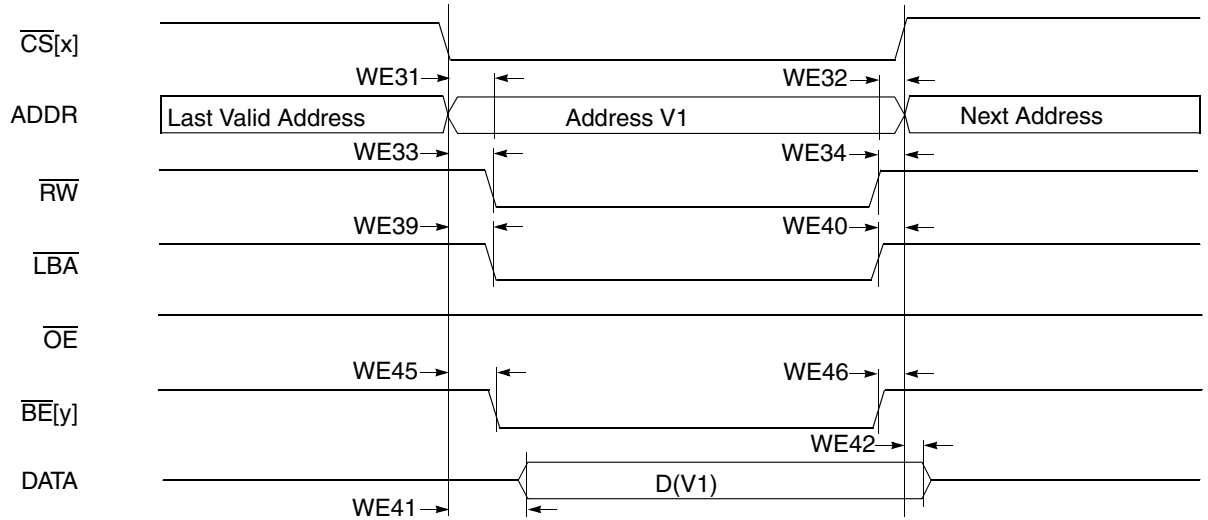 CS[x]
WE31
WE32
ADDR
Last Valid Address
Address V1
Next Address
WE33
WE34
RW
WE39
WE40
LBA
OE
WE45
WE46
BE[y]
WE42
DATA
D(V1)
WE41